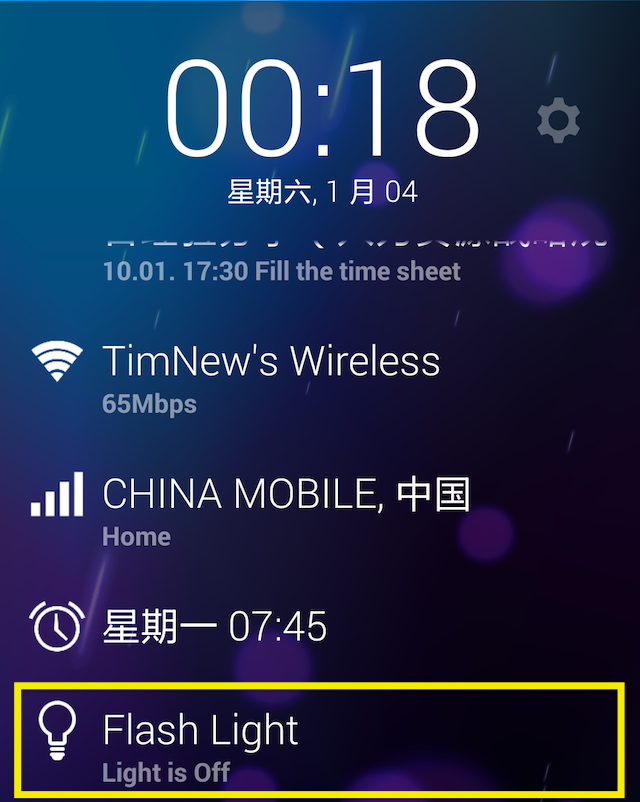 00:18
星期六, 1 月 04
10.01. 17:30 Fill the time sheet
TimNew's Wireless
65Mbps
CHINA MOBILE, 中国
Home
星期一 07:45
Flash Light
Light is Off